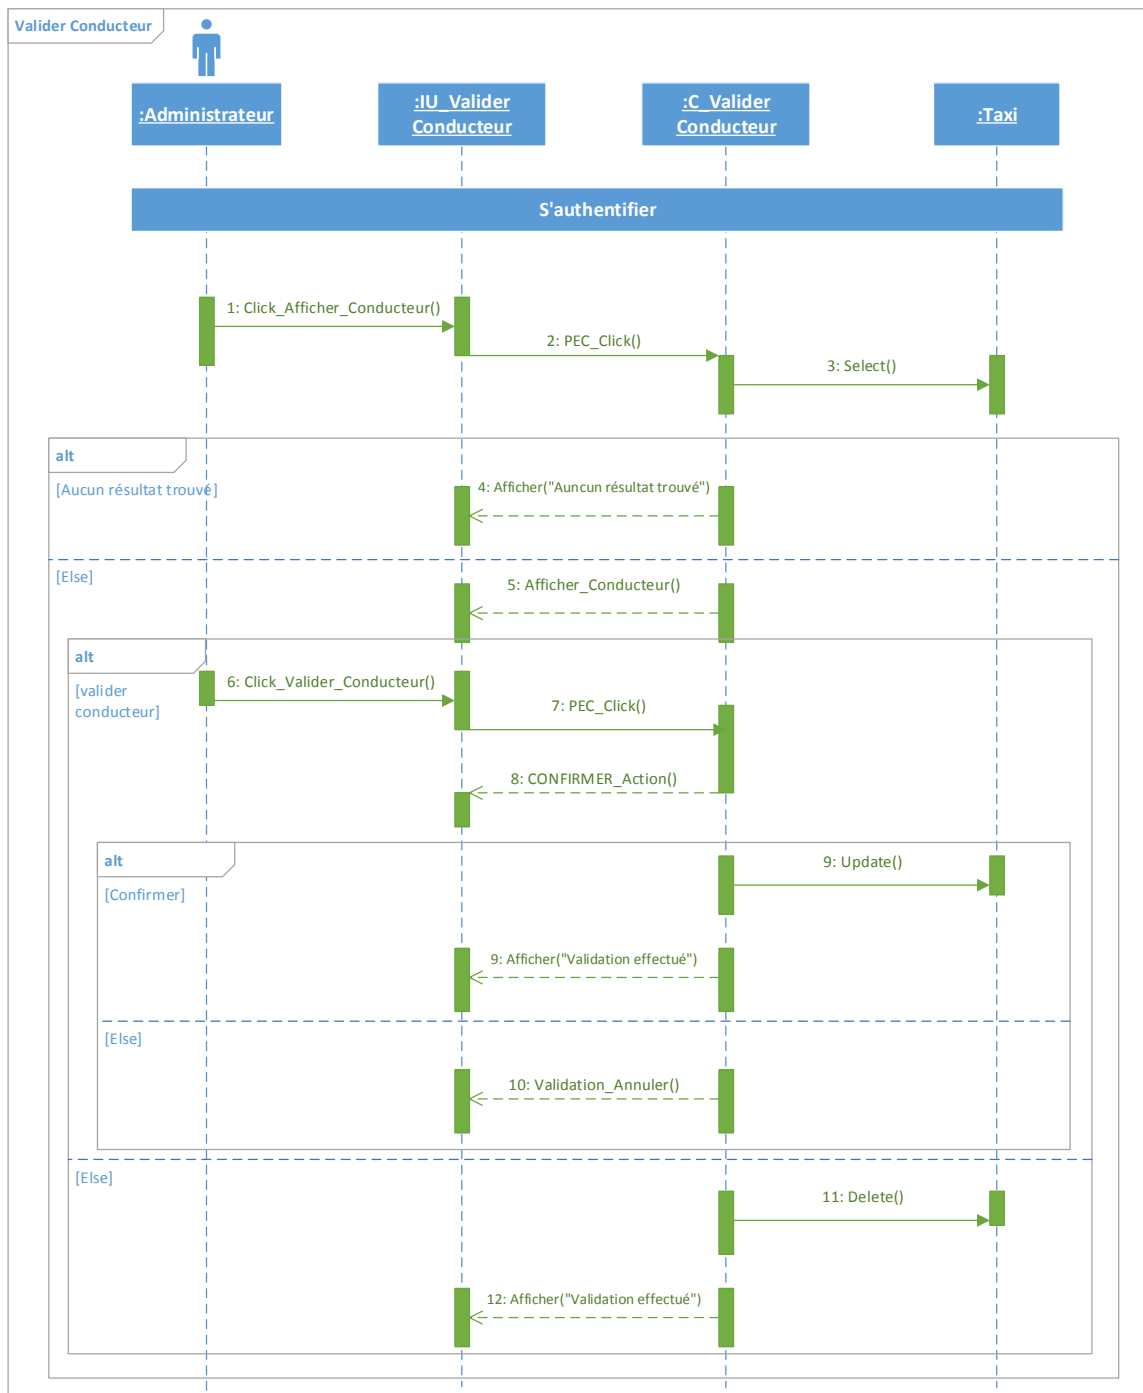 Valider Conducteur
:Administrateur
:IU_Valider
Conducteur
:C_Valider
Conducteur
:Taxi
S'authentifier
1: Click_Afficher_Conducteur()
2: PEC_Click()
3: Select()
alt
[Aucun résultat trouvé]
4: Afficher("Auncun résultat trouvé")
[Else]
5: Afficher_Conducteur()
alt
[valider
conducteur]
6: Click_Valider_Conducteur()
7: PEC_Click()
8: CONFIRMER_Action()
alt
[Confirmer]
9: Update()
9: Afficher("Validation effectué")
[Else]
10: Validation_Annuler()
[Else]
11: Delete()
12: Afficher("Validation effectué")